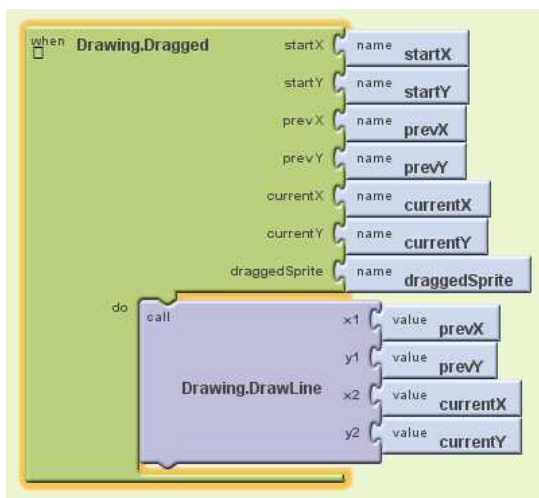 when Drawing.Dragged startX name startX
startY name startY
prevX name prevX
prevY name prevY
currentX name currentX
currentY name currentY
draggedSprite name draggedSprite
do
call x1 value prevX
y1 value prevY
Drawing.DrawLine x2 value currentX
y2 value currentY